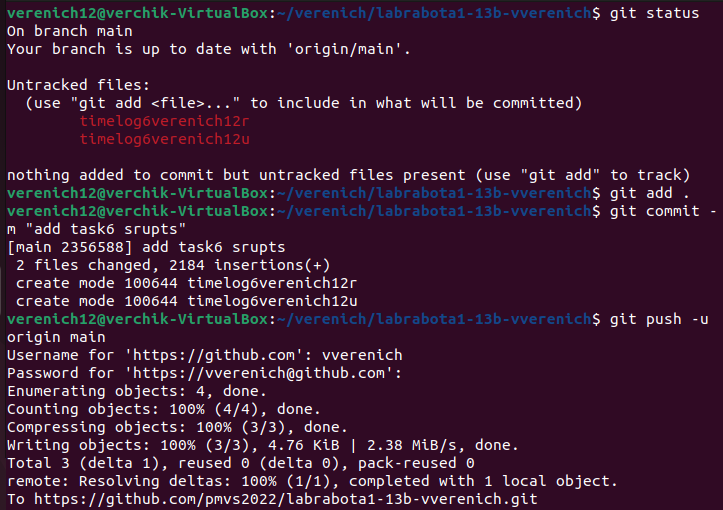 verenich12@verchik-VirtualBox:~/verenich/labrabota1-13b-vverenich$ git status
On branch main
Your branch is up to date with 'origin/main'.
Untracked files:
  (use "git add <file>..." to include in what will be committed)
        timelog6verenich12r
        timelog6verenich12u
nothing added to commit but untracked files present (use "git add" to track)
verenich12@verchik-VirtualBox:~/verenich/labrabota1-13b-vverenich$ git add .
verenich12@verchik-VirtualBox:~/verenich/labrabota1-13b-vverenich$ git commit -
m "add task6 srupts"
[main 2356588] add task6 srupts
 2 files changed, 2184 insertions(+)
 create mode 100644 timelog6verenich12r
 create mode 100644 timelog6verenich12u
verenich12@verchik-VirtualBox:~/verenich/labrabota1-13b-vverenich$ git push -u
origin main
Username for 'https://github.com': vverenich
Password for 'https://vverenich@github.com':
Enumerating objects: 4, done.
Counting objects: 100% (4/4), done.
Compressing objects: 100% (3/3), done.
Writing objects: 100% (3/3), 4.76 KiB | 2.38 MiB/s, done.
Total 3 (delta 1), reused 0 (delta 0), pack-reused 0
remote: Resolving deltas: 100% (1/1), completed with 1 local object.
To https://github.com/pmvs2022/labrabota1-13b-vverenich.git